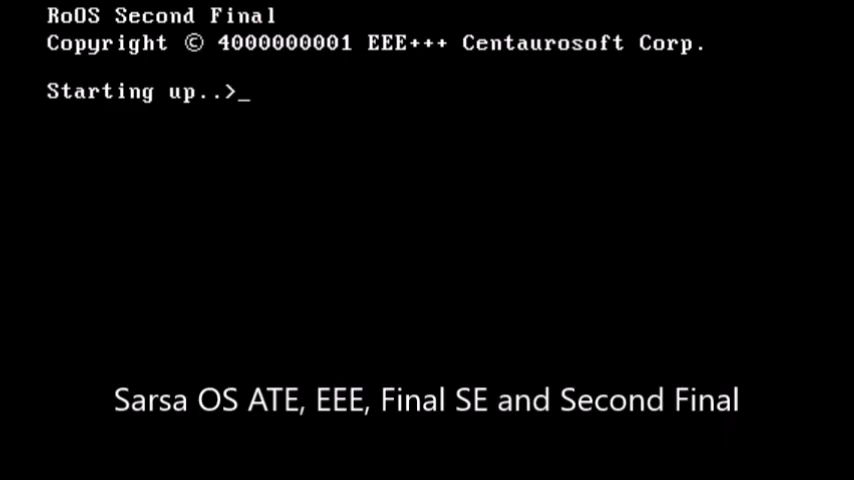 RoOS Second Final
Copyright © 4000000001 EEE+++ Centaurosoft Corp.
Starting up..>_
Sarsa OS ATE, EEE, Final SE and Second Final